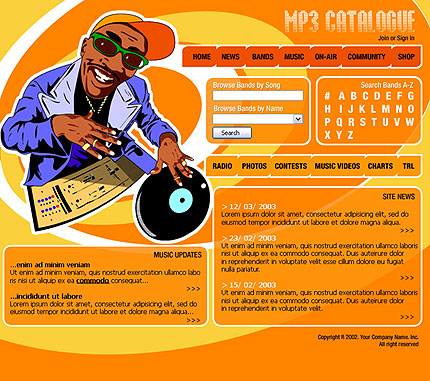 MP3 CATALOGUE
Join or Sign In
HOME NEWS BANDS MUSIC ON-AIR COMMUNITY SHOP
Browse Bands by Song
Browse Bands by Name
Search
Search Bands A-Z
# A B C D E F G
H I J K L M N O
P Q R S T U V W
X Y Z
RADIO PHOTOS CONTESTS MUSIC VIDEOS CHARTS TRL
SITE NEWS
> 12/ 03/ 2003
Lorem ipsum dolor sit amet, consectetur adipiscing elit, sed do
eiusmod tempor incididunt ut labore et dolore magna aliqua.
>>>
> 23/ 02/ 2003
Ut enim ad minim veniam, quis nostrud exercitation ullamco laboris
nisi ut aliquip ex ea commodo consequat. Duis auteirure dolor
in reprehenderit in voluptate velit esse cillum dolore eu fugiat
nulla pariatur.
>>>
> 15/ 02/ 2003
Ut enim ad minim veniam, quis nostrud exercitation ullamco laboris
nisi ut aliquip ex ea commodo consequat. Duis auteirure dolor
in reprehenderit in voluptate velit.
>>>
MUSIC UPDATES
...enim ad minim veniam
Ut enim ad minim veniam, quis nostrud exercitation ullamco labo
ris nisi ut aliquip ex ea commodo consequat...
>>>
...incididunt ut labore
Lorem ipsum dolor sit amet, consectetur adipiscing elit, sed do
eiusmod tempor incididunt ut labore et dolore magna aliqua...
>>>
Copyright R 2002. Your Company Name. Inc.
All right reserved